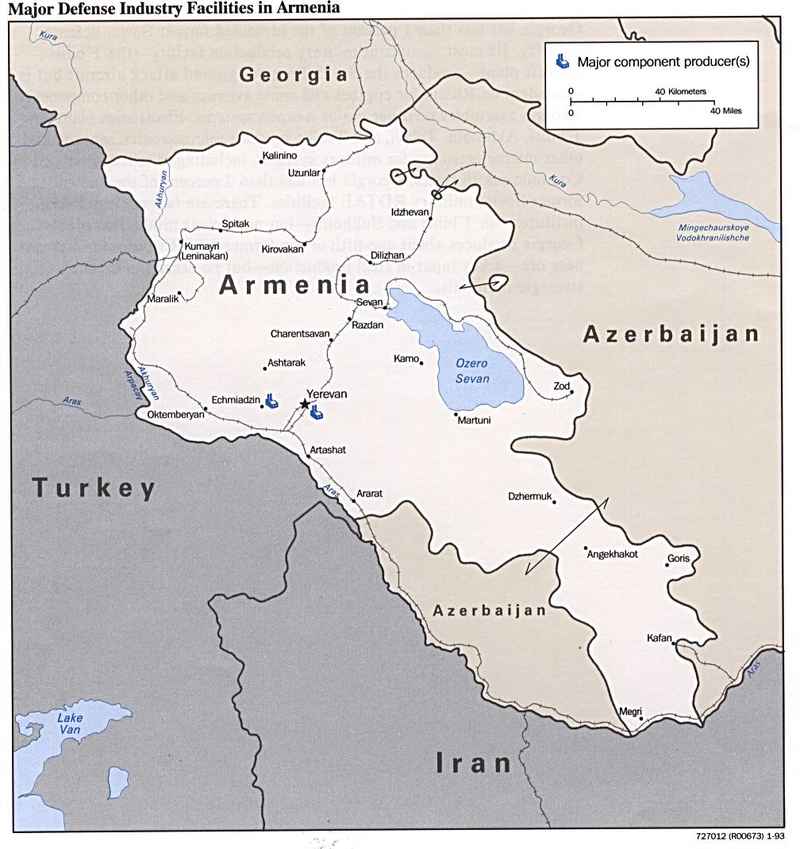 Major Defense Industry Facilities in Armenia
Kura
Georgia
Major component producer(s)
0 40 Kilometers
0 40 Miles
Kalinino
Uzunlar
Akhuryan
Kura
Idzhevan
Mingechaurskoye
Vodokhranilishche
Spitak
Kumayri
(Leninakan)
Kirovakan
Dilizhan
Armenia
Maralik
Sevan
Razdan
Charentsavan
Azerbaijan
Kamo
Ozero
Sevan
Ashtarak
Akhuryan
Arpacay
Zod
Aras
Echmiadzin
Yerevan
Oktemberyan
Martuni
Artashat
Turkey
Aras
Ararat
Dzhermuk
Angekhakot
Goris
Azerbaijan
Kafan
Aras
Megri
Lake
Van
Iran
727012 (R00673) 1-93